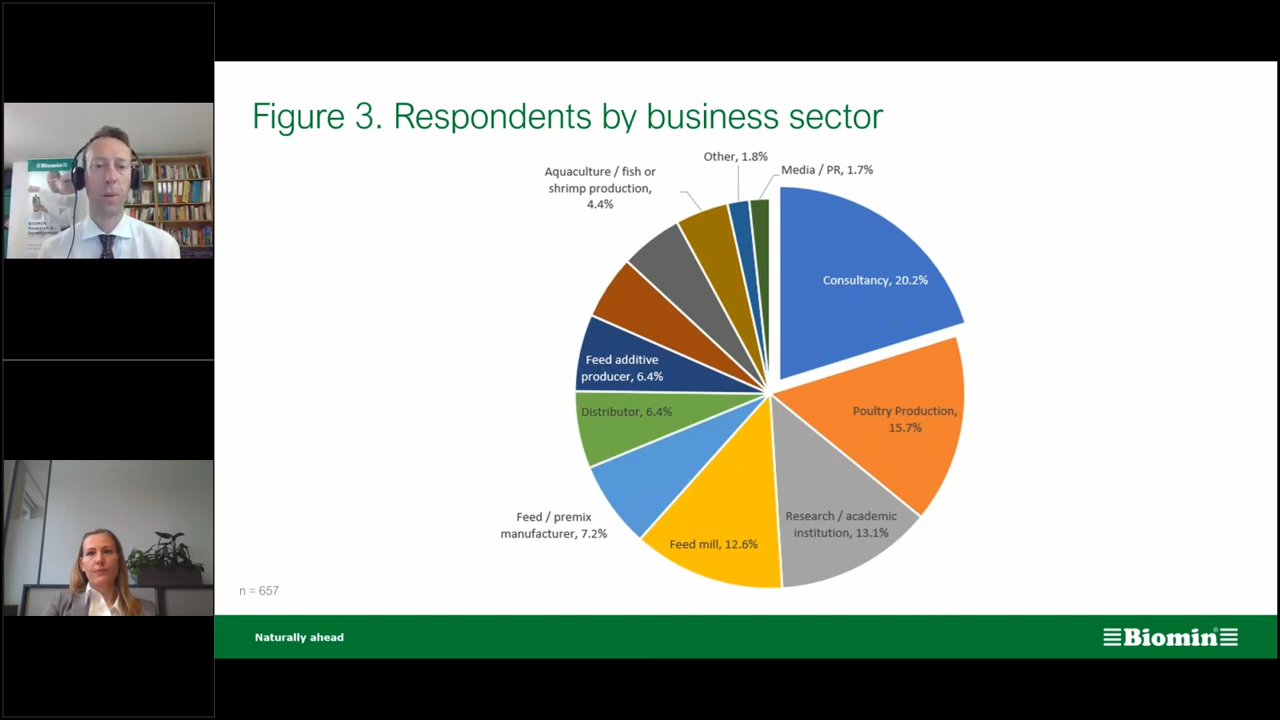 Figure 3. Respondents by business sector
Other, 1.8%
Media / PR, 1.7%
Aquaculture / fish or
shrimp production,
4.4%
Consultancy, 20.2%
Feed additive
producer, 6.4%
Distributor, 6.4%
Poultry Production,
15.7%
Research / academic
institution, 13.1%
Feed / premix
manufacturer, 7.2%
Feed mill, 12.6%
n = 657
Naturally ahead
Biomin®
Biomin